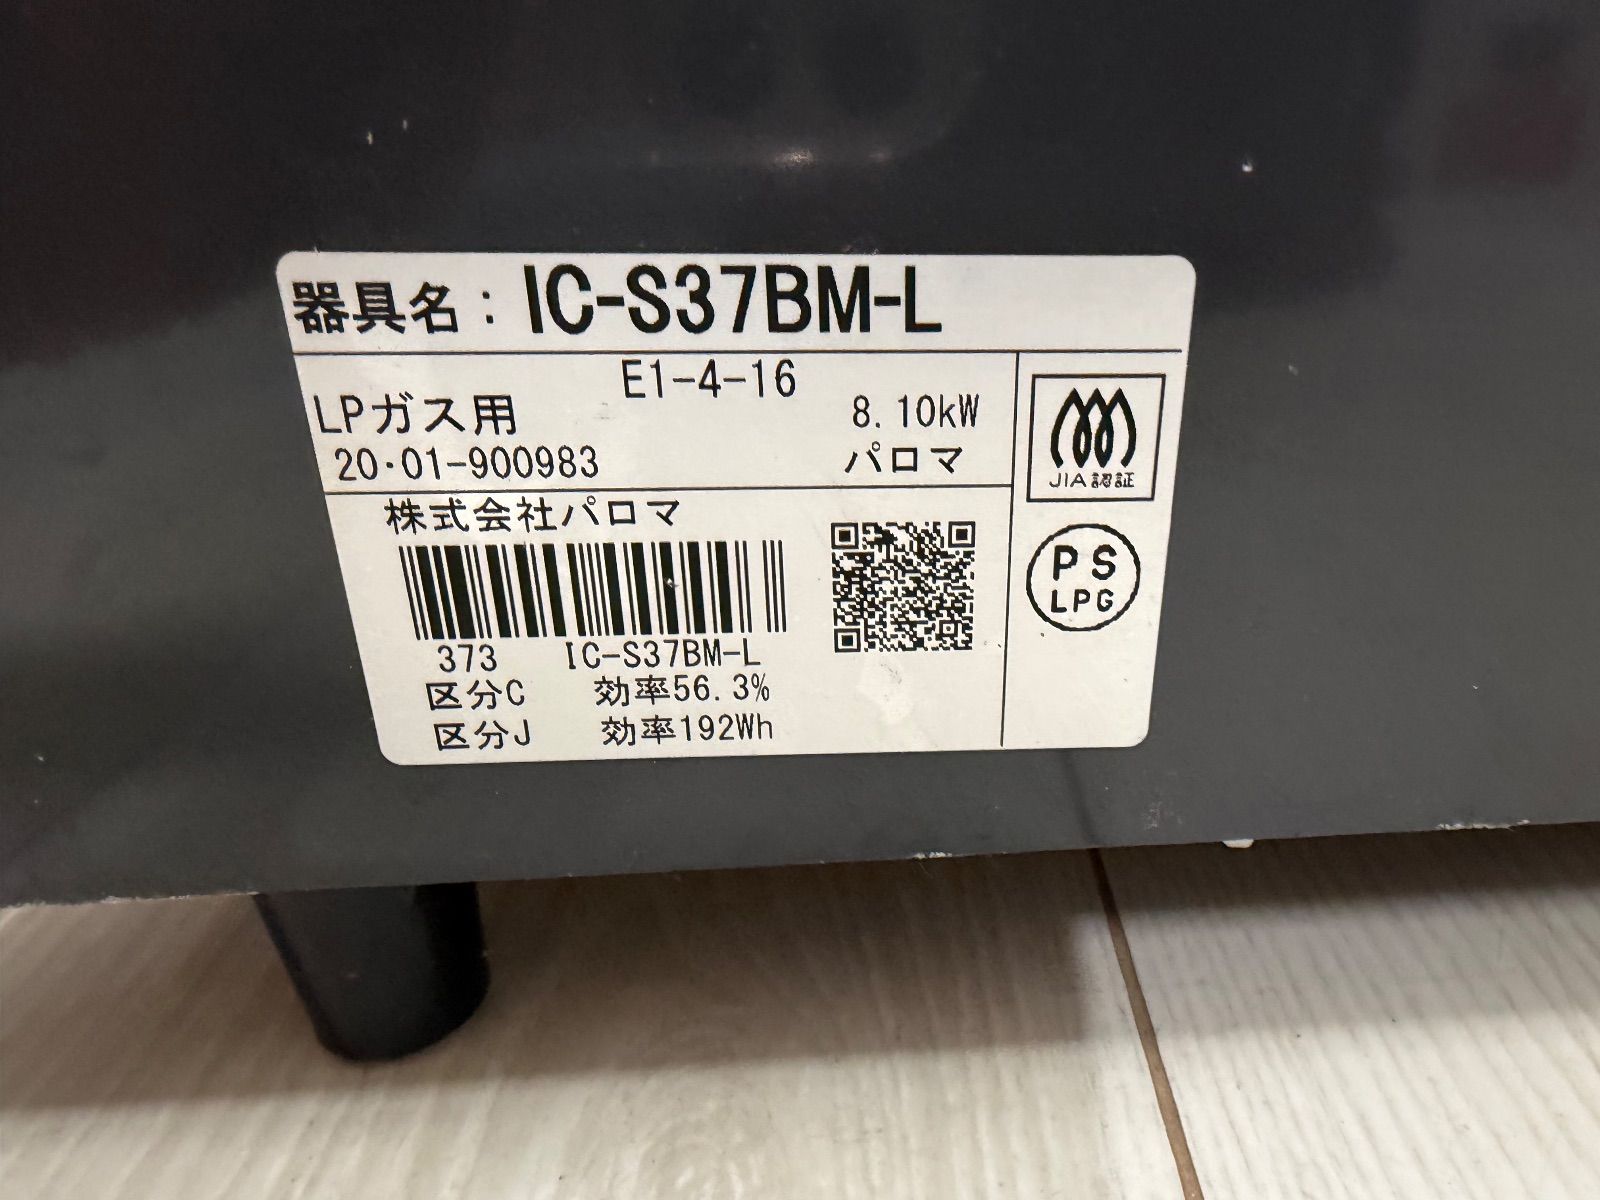 器具名：IC-S37BM-L
E1-4-16
LPガス用 8.10kW
20・01-900983 パロマ
JIA認証
株式会社パロマ
PS
LPG
373 IC-S37BM-L
区分C 効率56.3%
区分J 効率192Wh